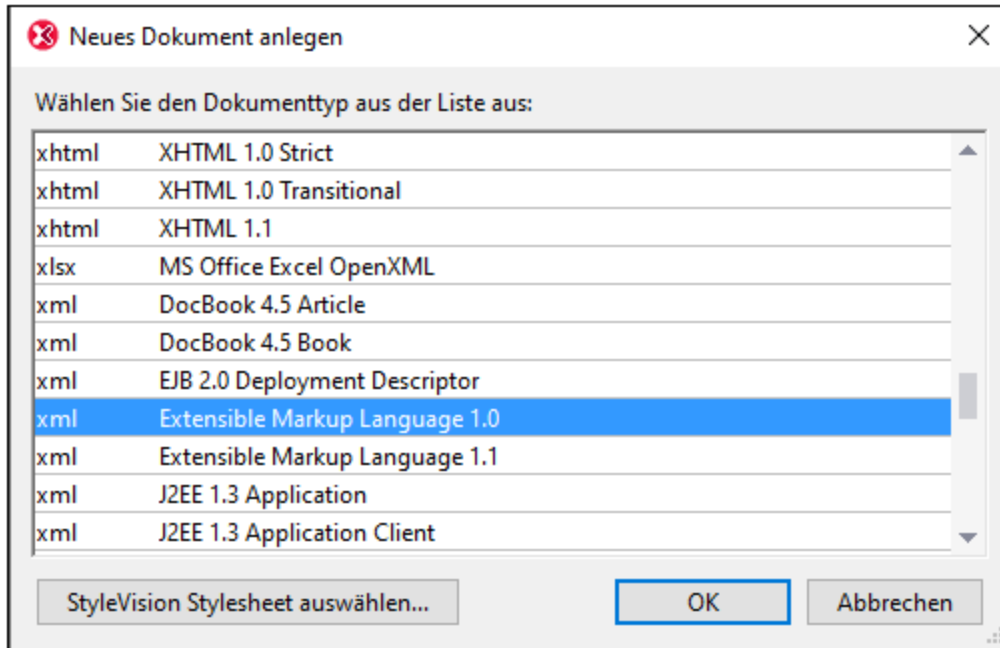 Neues Dokument anlegen
Wählen Sie den Dokumenttyp aus der Liste aus:
xhtml XHTML 1.0 Strict
xhtml XHTML 1.0 Transitional
xhtml XHTML 1.1
xlsx MS Office Excel OpenXML
xml DocBook 4.5 Article
xml DocBook 4.5 Book
xml EJB 2.0 Deployment Descriptor
xml Extensible Markup Language 1.0
xml Extensible Markup Language 1.1
xml J2EE 1.3 Application
xml J2EE 1.3 Application Client
StyleVision Stylesheet auswählen... OK Abbrechen